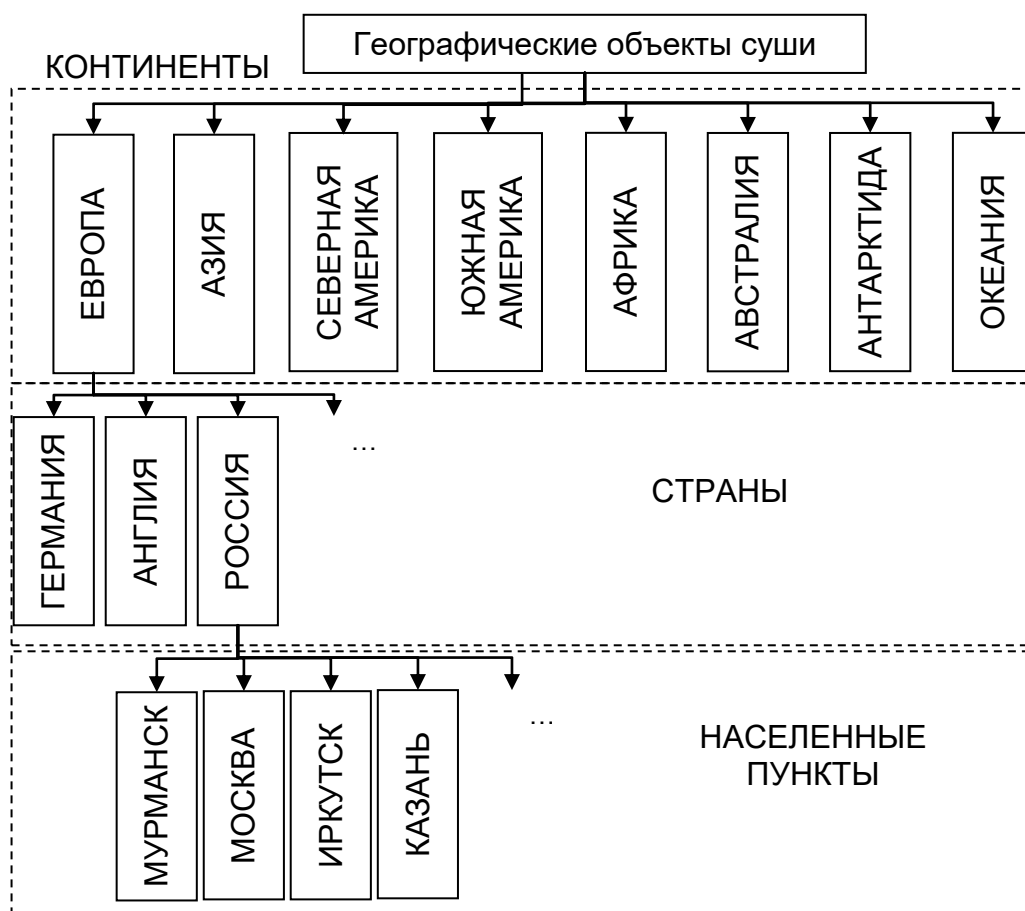 Географические объекты суши
КОНТИНЕНТЫ
ЕВРОПА
АЗИЯ
СЕВЕРНАЯ
АМЕРИКА
ЮЖНАЯ
АМЕРИКА
АФРИКА
АВСТРАЛИЯ
АНТАРКТИДА
ОКЕАНИЯ
ГЕРМАНИЯ
АНГЛИЯ
РОССИЯ
...
СТРАНЫ
МУРМАНСК
МОСКВА
ИРКУТСК
КАЗАНЬ
...
НАСЕЛЕННЫЕ
ПУНКТЫ